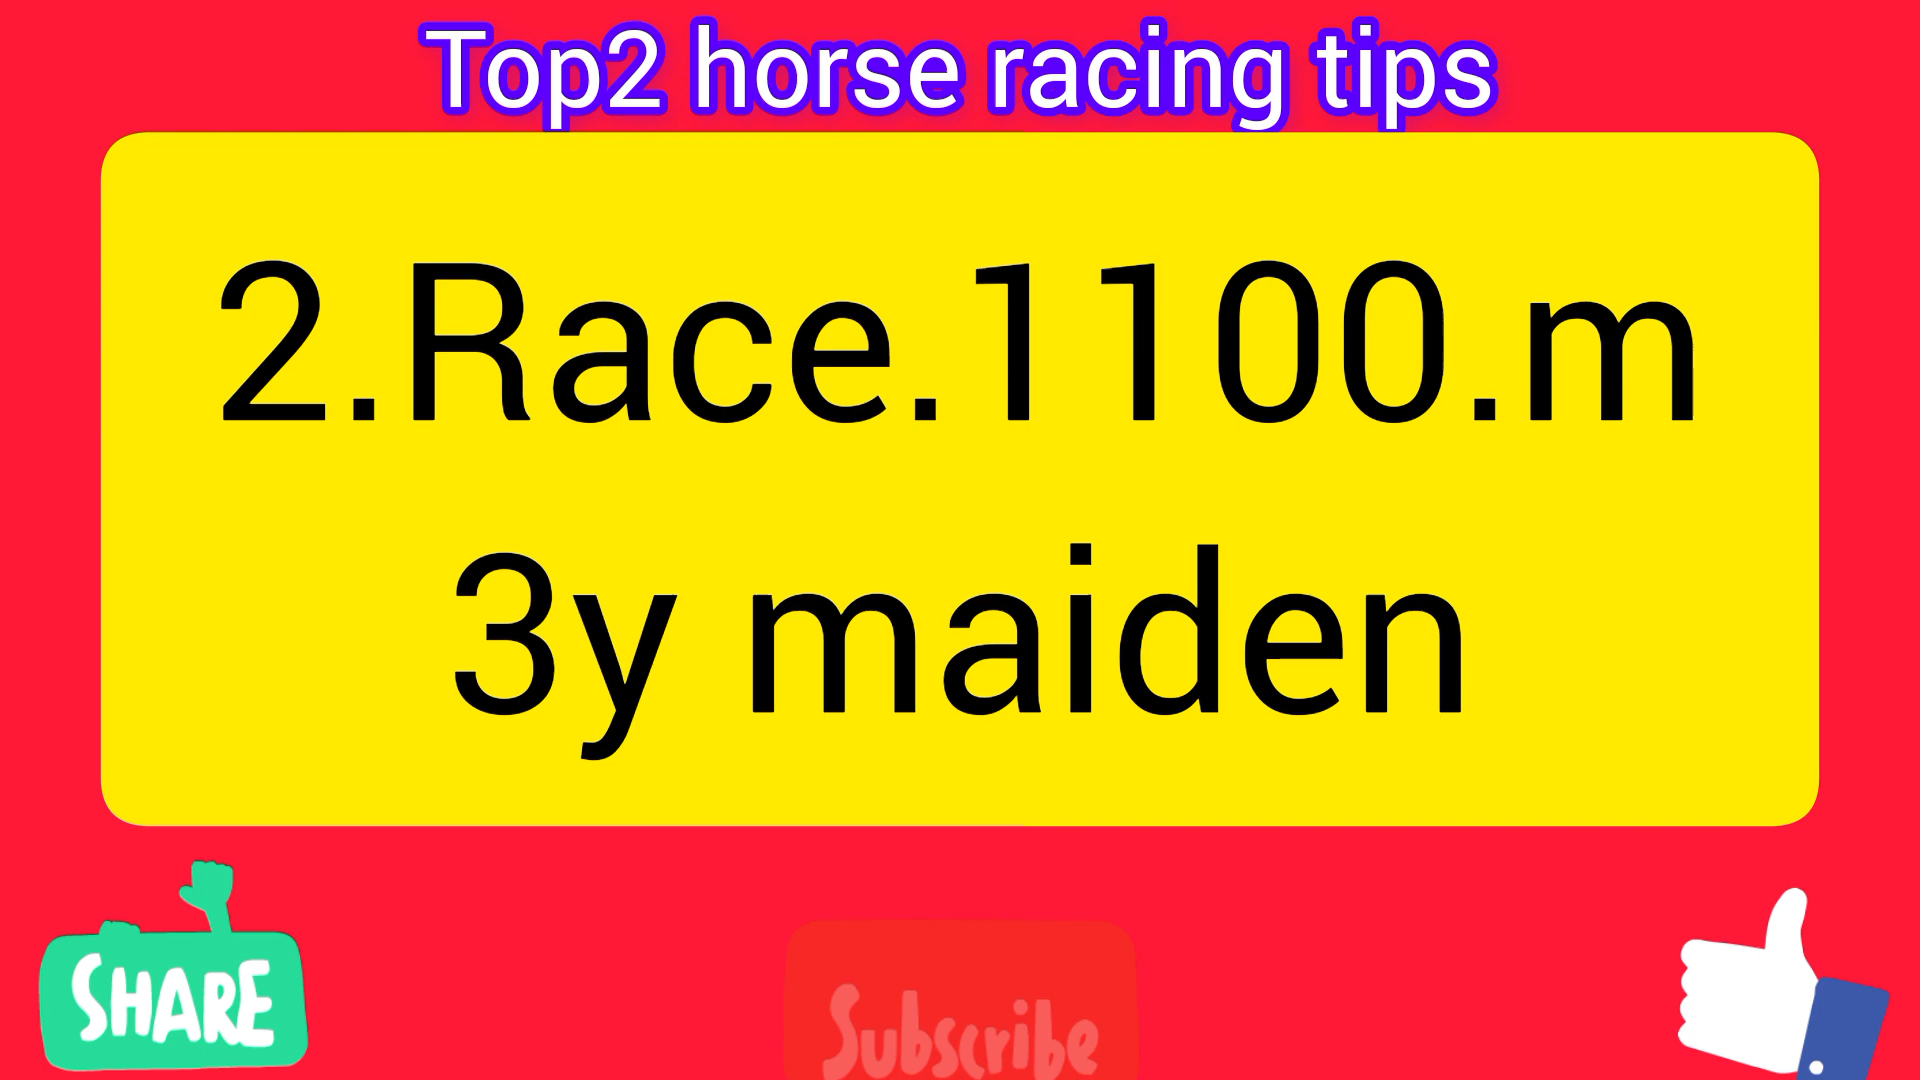 Top2 horse racing tips
2.Race.1100.m
3y maiden
SHARE
Subscribe